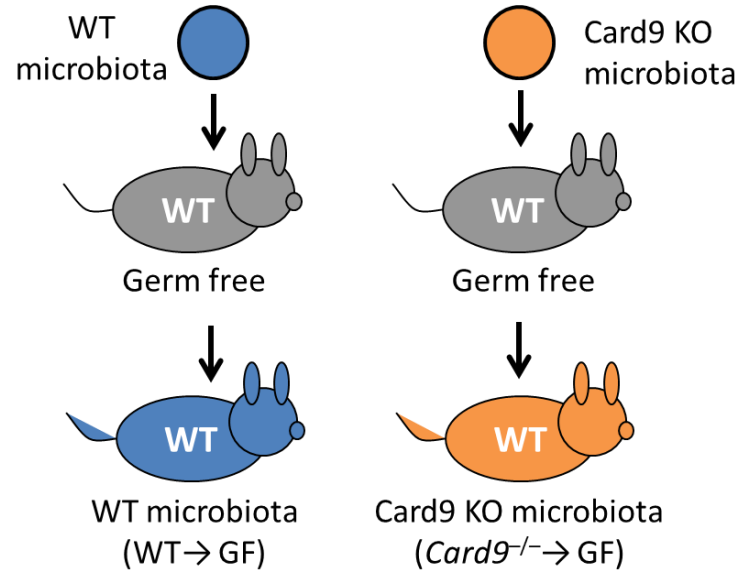 WT
microbiota
Card9 KO
microbiota
WT
WT
Germ free
Germ free
WT
WT
WT microbiota
(WT→ GF)
Card9 KO microbiota
(Card9⁻/⁻→ GF)